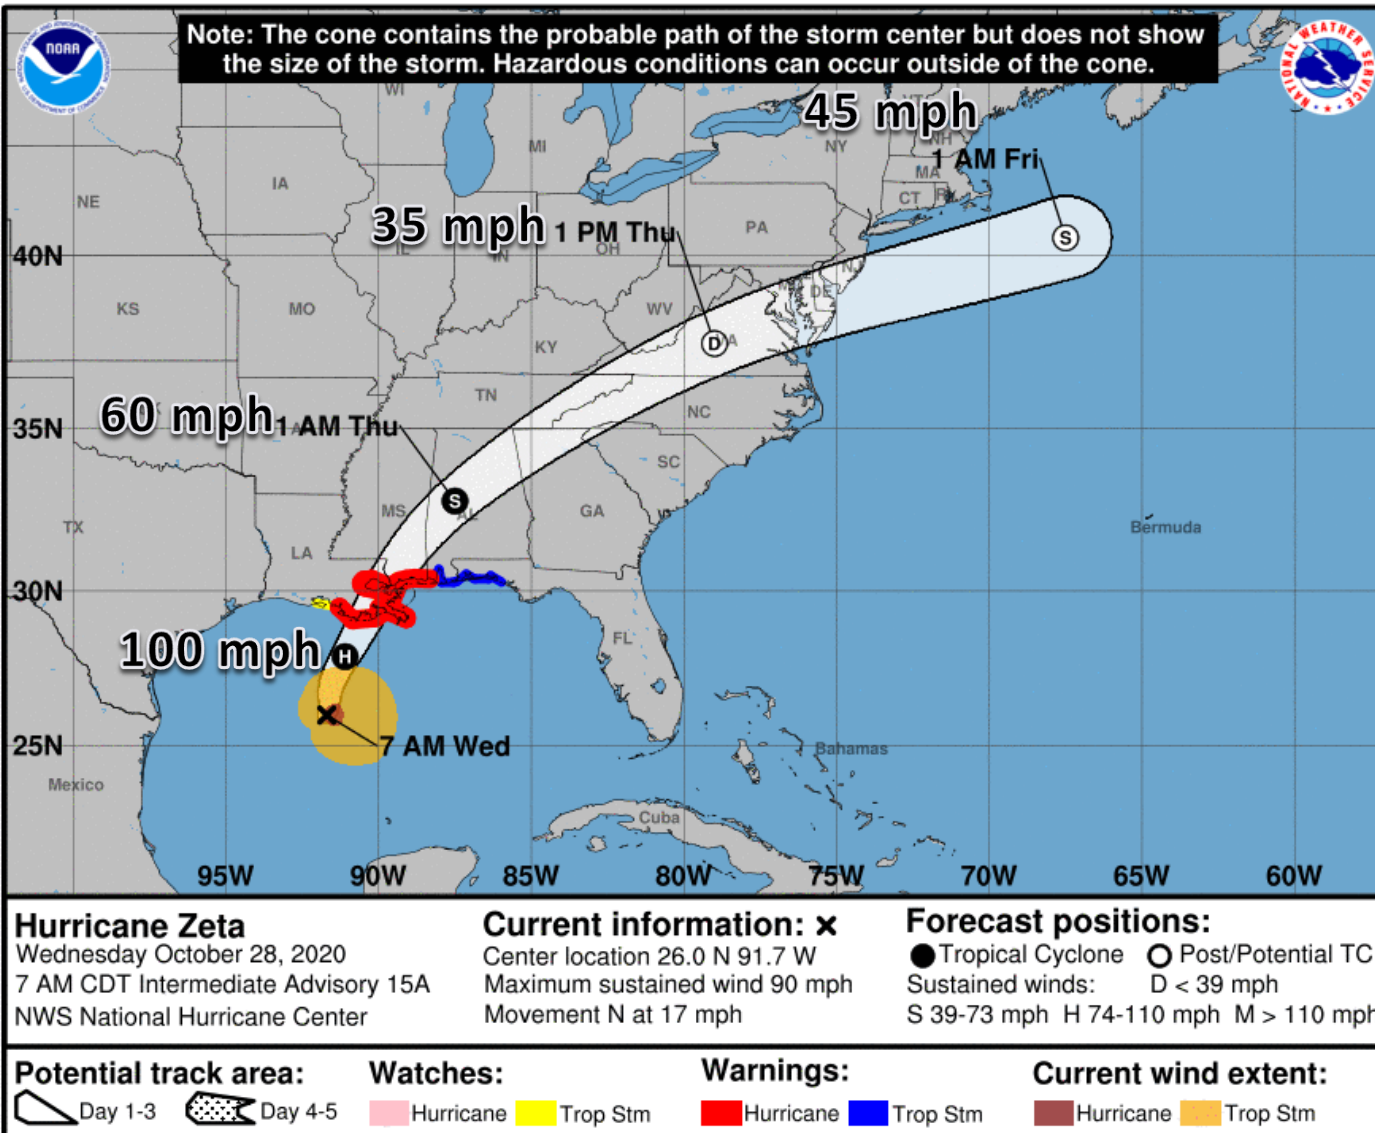 Note: The cone contains the probable path of the storm center but does not show
the size of the storm. Hazardous conditions can occur outside of the cone.
NOAA
NATIONAL WEATHER SERVICE
WI
45 mph
NH
MI
NY
1 AM Fri
MA
IA
CT
NE
35 mph
1 PM Thu
PA
S
OH
40N
NJ
DE
KS
MO
WV
KY
D
VA
TN
60 mph
1 AM Thu
NC
35N
SC
S
MS
AL
GA
TX
Bermuda
LA
30N
FL
100 mph
H
7 AM Wed
25N
Bahamas
Mexico
Cuba
95W 90W 85W 80W 75W 70W 65W 60W
Hurricane Zeta
Wednesday October 28, 2020
7 AM CDT Intermediate Advisory 15A
NWS National Hurricane Center
Current information: ×
Center location 26.0 N 91.7 W
Maximum sustained wind 90 mph
Movement N at 17 mph
Forecast positions:
Tropical Cyclone Post/Potential TC
Sustained winds: D < 39 mph
S 39-73 mph H 74-110 mph M > 110 mph
Potential track area:
Day 1-3 Day 4-5
Watches:
Hurricane Trop Stm
Warnings:
Hurricane Trop Stm
Current wind extent:
Hurricane Trop Stm